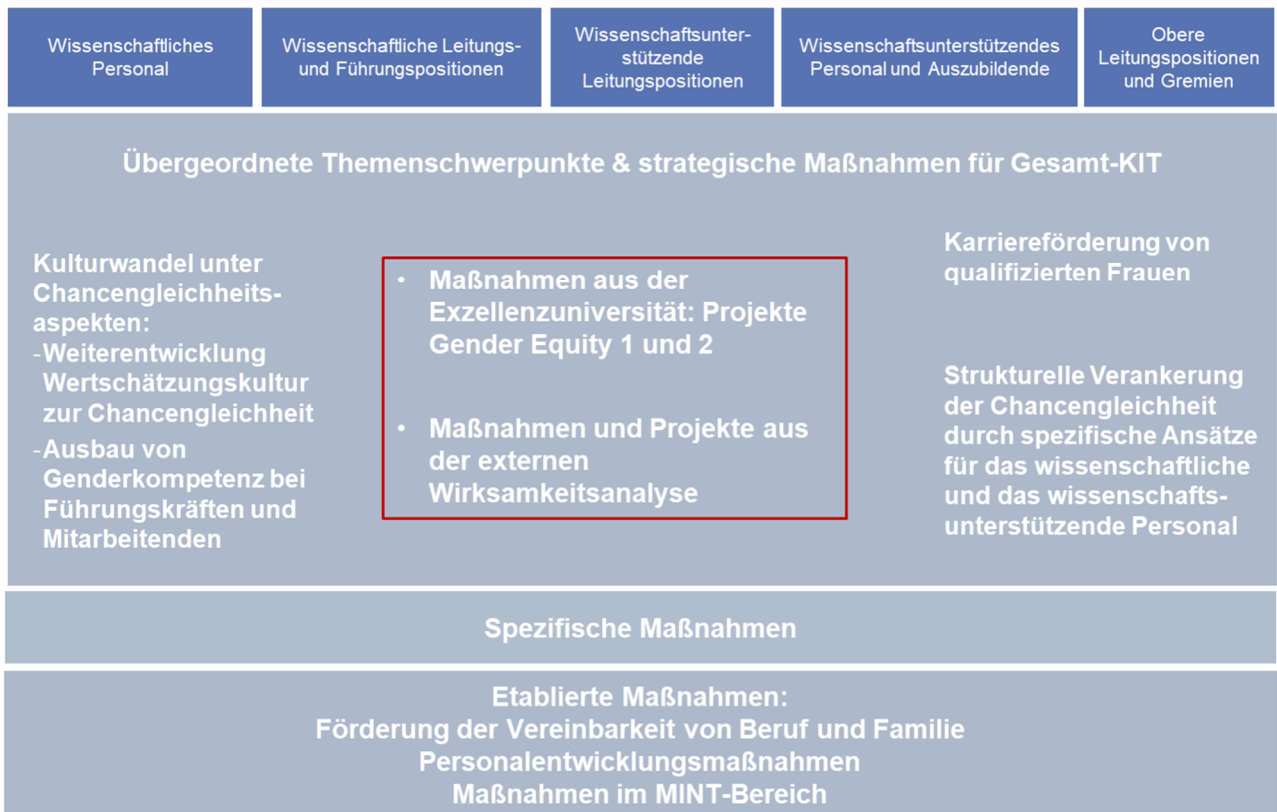 Wissenschaftliches
Personal
Wissenschaftliche Leitungs-
und Führungspositionen
Wissenschaftsunter-
stützende
Leitungspositionen
Wissenschaftsunterstützendes
Personal und Auszubildende
Obere
Leitungspositionen
und Gremien
Übergeordnete Themenschwerpunkte & strategische Maßnahmen für Gesamt-KIT
Kulturwandel unter
Chancengleichheits-
aspekten:
-Weiterentwicklung
Wertschätzungskultur
zur Chancengleichheit
-Ausbau von
Genderkompetenz bei
Führungskräften und
Mitarbeitenden
• Maßnahmen aus der
Exzellenzuniversität: Projekte
Gender Equity 1 und 2
• Maßnahmen und Projekte aus
der externen
Wirksamkeitsanalyse
Karriereförderung von
qualifizierten Frauen
Strukturelle Verankerung
der Chancengleichheit
durch spezifische Ansätze
für das wissenschaftliche
und das wissenschafts-
unterstützende Personal
Spezifische Maßnahmen
Etablierte Maßnahmen:
Förderung der Vereinbarkeit von Beruf und Familie
Personalentwicklungsmaßnahmen
Maßnahmen im MINT-Bereich